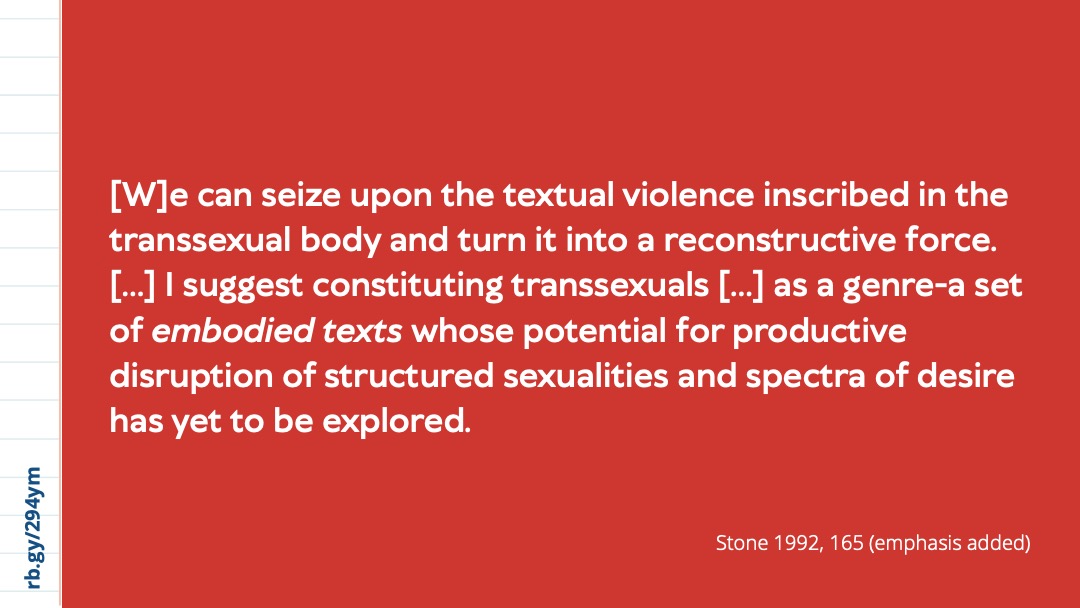 [W]e can seize upon the textual violence inscribed in the
transsexual body and turn it into a reconstructive force.
[...] I suggest constituting transsexuals [...] as a genre-a set
of embodied texts whose potential for productive
disruption of structured sexualities and spectra of desire
has yet to be explored.
Stone 1992, 165 (emphasis added)
rb.gy/294ym